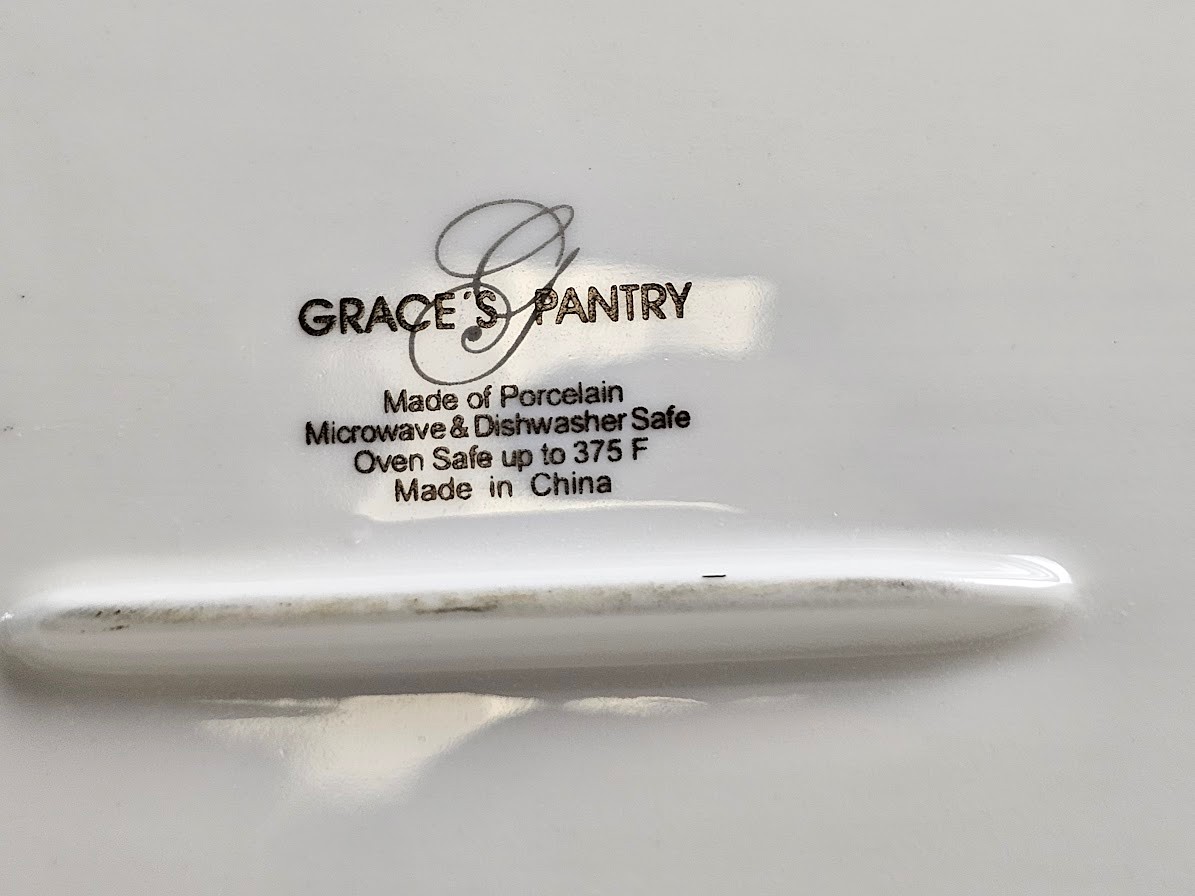 G
GRACE'S PANTRY
Made of Porcelain
Microwave & Dishwasher Safe
Oven Safe up to 375 F
Made in China